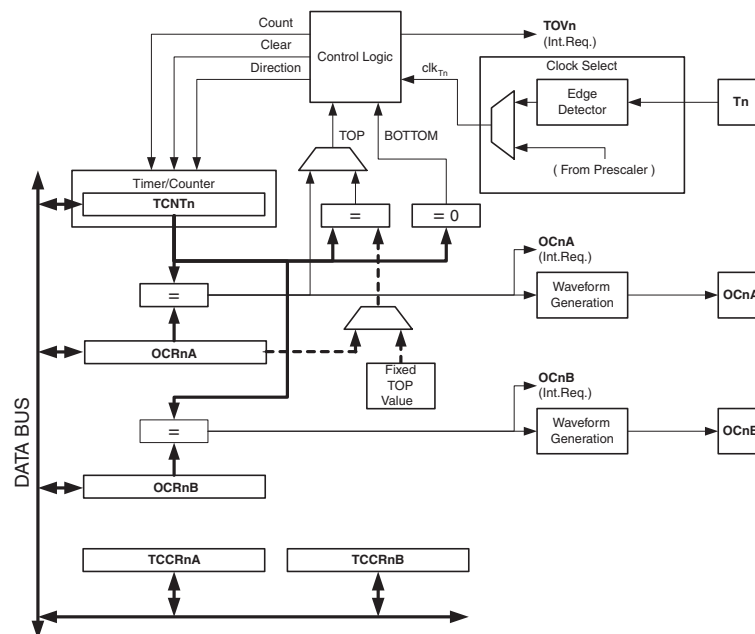 Count
Clear
Direction
Control Logic
TOVn
(Int.Req.)
clkTn
Clock Select
Edge
Detector
Tn
( From Prescaler )
TOP
BOTTOM
Timer/Counter
TCNTn
=
= 0
OCnA
(Int.Req.)
=
Waveform
Generation
OCnA
OCRnA
Fixed
TOP
Value
OCnB
(Int.Req.)
=
Waveform
Generation
OCnB
DATA BUS
OCRnB
TCCRnA
TCCRnB